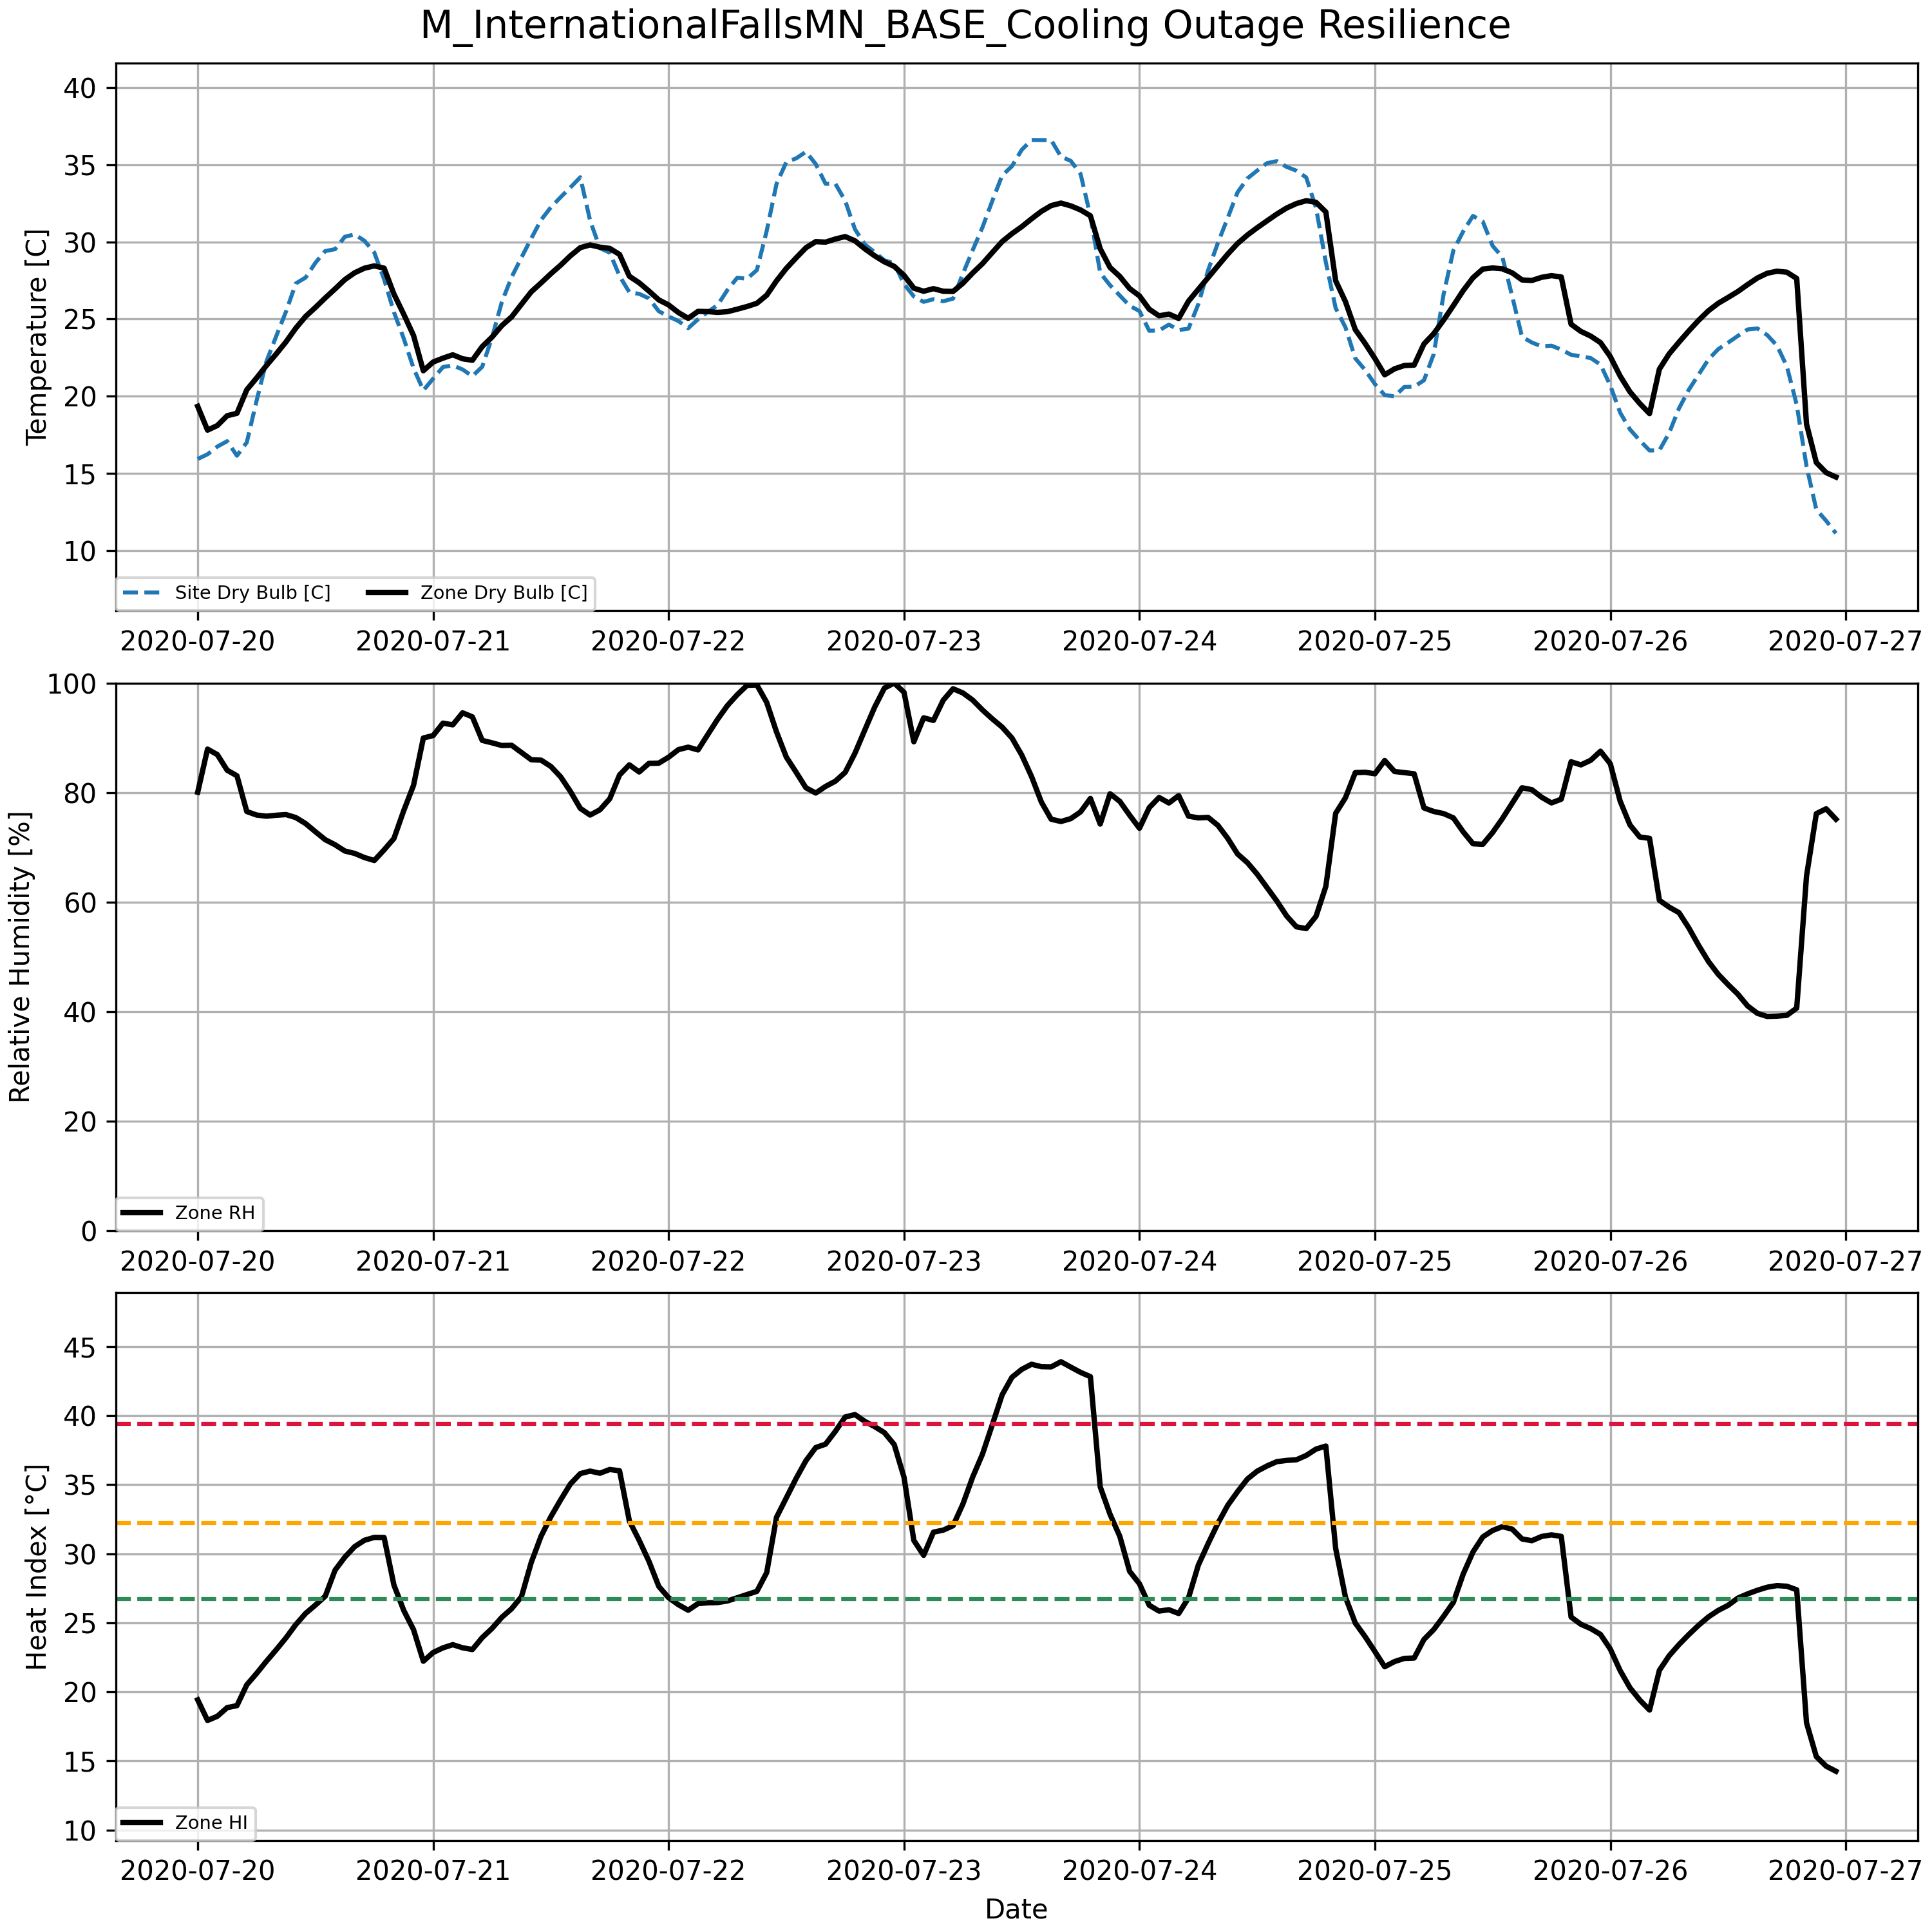 M_InternationalFallsMN_BASE_Cooling Outage Resilience
40
35
30
25
20
15
10
Temperature [C]
Site Dry Bulb [C] Zone Dry Bulb [C]
2020-07-20 2020-07-21 2020-07-22 2020-07-23 2020-07-24 2020-07-25 2020-07-26 2020-07-27
100
80
60
40
20
0
Relative Humidity [%]
Zone RH
2020-07-20 2020-07-21 2020-07-22 2020-07-23 2020-07-24 2020-07-25 2020-07-26 2020-07-27
45
40
35
30
25
20
15
10
Heat Index [°C]
Zone HI
2020-07-20 2020-07-21 2020-07-22 2020-07-23 2020-07-24 2020-07-25 2020-07-26 2020-07-27
Date